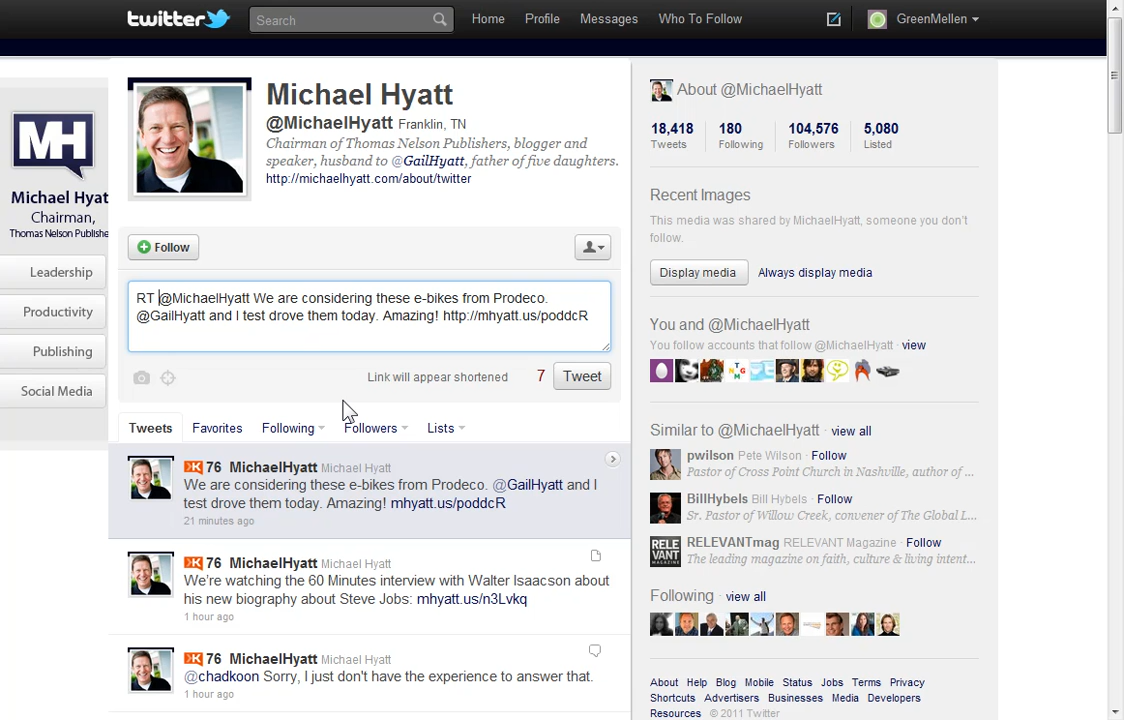 twitter
Search
Home
Profile
Messages
Who To Follow
GreenMellen
MH
Michael Hyat
Chairman,
Thomas Nelson Publishe
Leadership
Productivity
Publishing
Social Media
Michael Hyatt
@MichaelHyatt Franklin, TN
Chairman of Thomas Nelson Publishers, blogger and
speaker, husband to @GailHyatt, father of five daughters.
http://michaelhyatt.com/about/twitter
Follow
RT @MichaelHyatt We are considering these e-bikes from Prodeco.
@GailHyatt and I test drove them today. Amazing! http://mhyatt.us/poddcR
Link will appear shortened 7 Tweet
Tweets Favorites Following Followers Lists
76 MichaelHyatt Michael Hyatt
We are considering these e-bikes from Prodeco. @GailHyatt and I
test drove them today. Amazing! mhyatt.us/poddcR
21 minutes ago
76 MichaelHyatt Michael Hyatt
We're watching the 60 Minutes interview with Walter Isaacson about
his new biography about Steve Jobs: mhyatt.us/n3Lvkq
1 hour ago
76 MichaelHyatt Michael Hyatt
@chadkoon Sorry, I just don't have the experience to answer that.
1 hour ago
About @MichaelHyatt
18,418 180 104,576 5,080
Tweets Following Followers Listed
Recent Images
This media was shared by MichaelHyatt, someone you don't
follow.
Display media Always display media
You and @MichaelHyatt
You follow accounts that follow @MichaelHyatt · view
Similar to @MichaelHyatt · view all
pwilson Pete Wilson · Follow
Pastor of Cross Point Church in Nashville, author of ...
BillHybels Bill Hybels · Follow
Sr. Pastor of Willow Creek, convener of The Global L...
RELEVANTmag RELEVANT Magazine · Follow
The leading magazine on faith, culture & living intent...
RELE
VANT
MAGAZINE
Following · view all
About Help Blog Mobile Status Jobs Terms Privacy
Shortcuts Advertisers Businesses Media Developers
Resources © 2011 Twitter